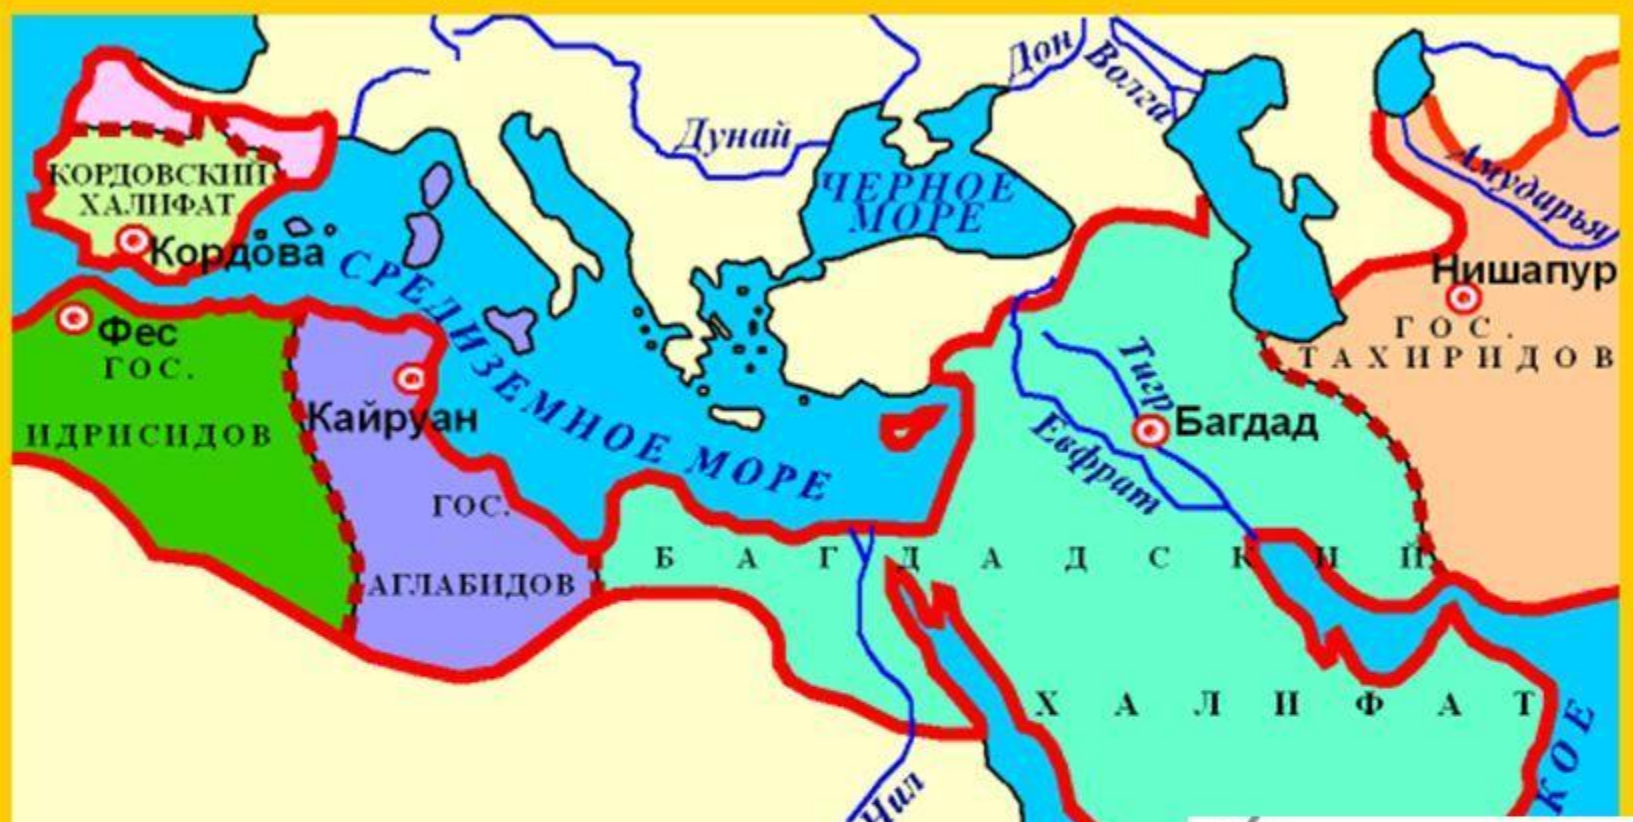 Дон
Волга
Дунай
ЧЕРНОЕ
МОРЕ
Амударья
КОРДОВСКИЙ
ХАЛИФАТ
Кордова
СРЕДИЗЕМНОЕ МОРЕ
Нишапур
ГОС.
ТАХИРИДОВ
Фес
ГОС.
ИДРИСИДОВ
Кайруан
ГОС.
АГЛАБИДОВ
Тигр
Багдад
Евфрат
БАГДАДСКИЙ
ХАЛИФАТ
Нил
КОЕ